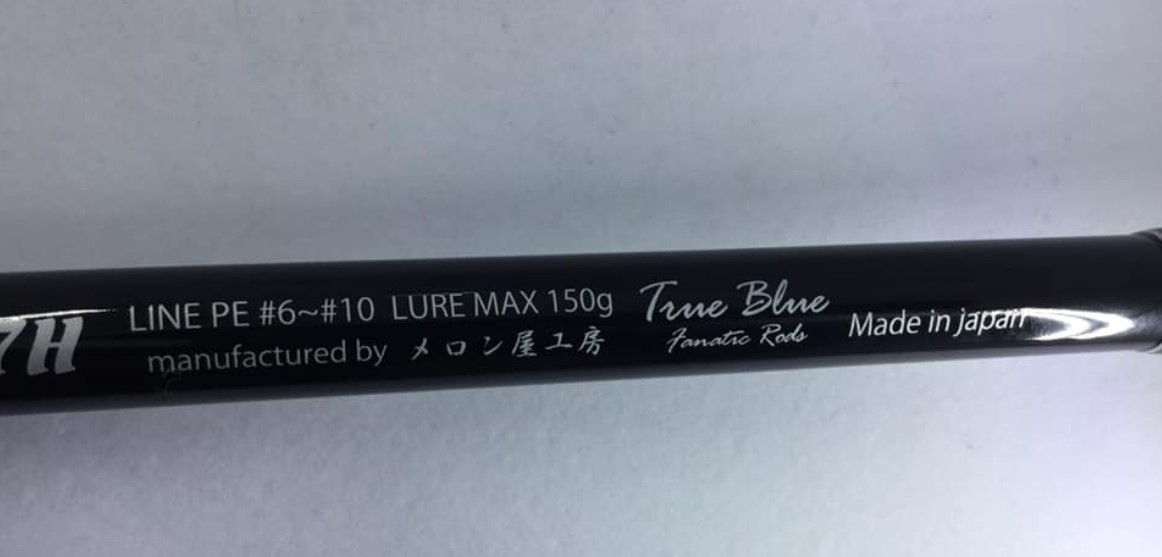 7H
LINE PE #6~#10 LURE MAX 150g
manufactured by メロン屋工房
True Blue
Fanatic Rods
Made in japan